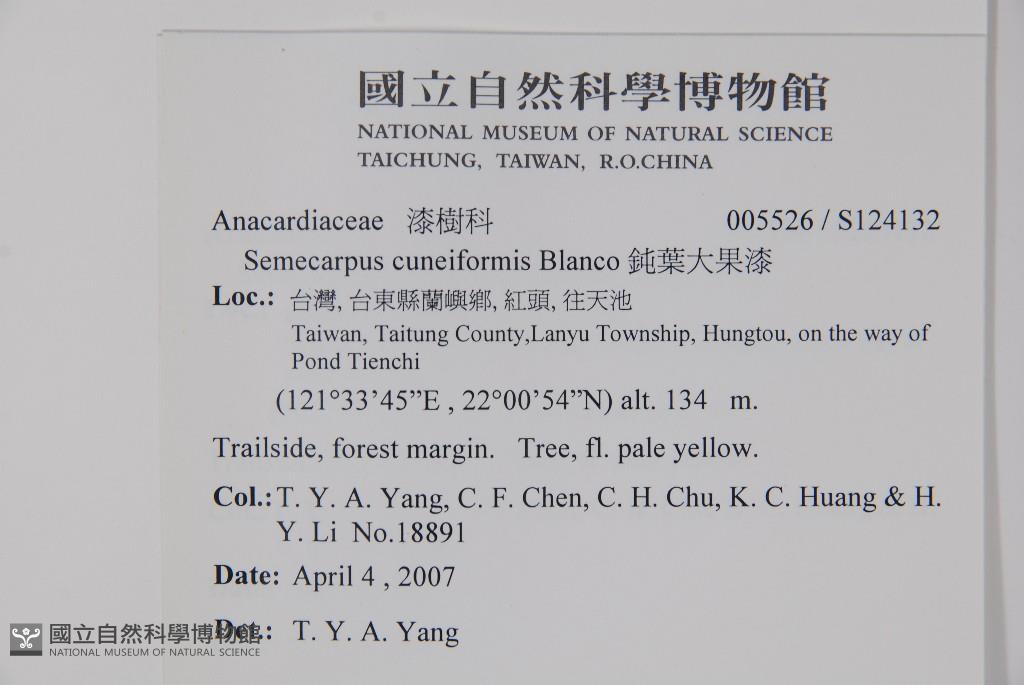 國立自然科學博物館
NATIONAL MUSEUM OF NATURAL SCIENCE
TAICHUNG, TAIWAN, R.O.CHINA
Anacardiaceae 漆樹科 005526 / S124132
Semecarpus cuneiformis Blanco 鈍葉大果漆
Loc.: 台灣, 台東縣蘭嶼鄉, 紅頭, 往天池
Taiwan, Taitung County,Lanyu Township, Hungtou, on the way of
Pond Tienchi
(121°33’45”E , 22°00’54”N) alt. 134 m.
Trailside, forest margin. Tree, fl. pale yellow.
Col.: T. Y. A. Yang, C. F. Chen, C. H. Chu, K. C. Huang & H.
Y. Li No.18891
Date: April 4 , 2007
Det.: T. Y. A. Yang
國立自然科學博物館
NATIONAL MUSEUM OF NATURAL SCIENCE